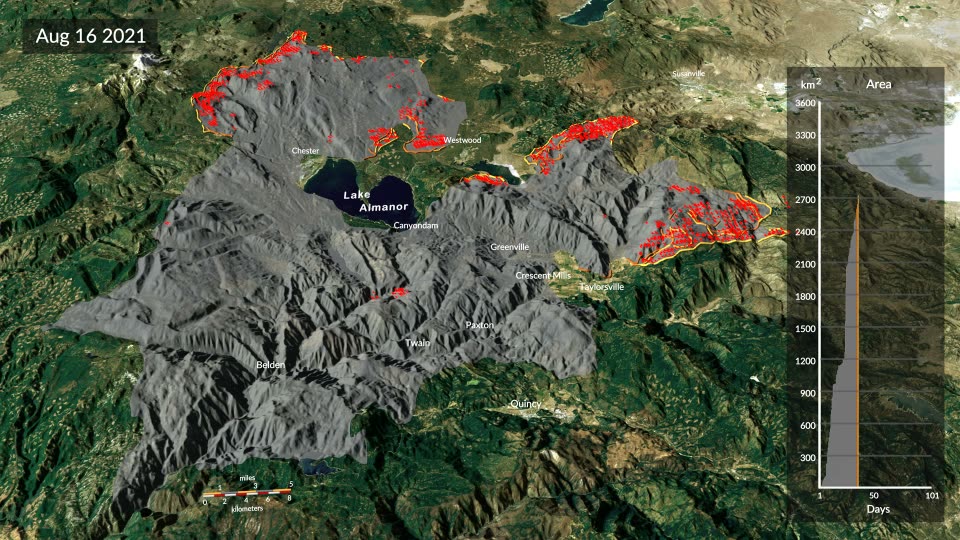 Aug 16 2021
Susanville
km2
Area
3600
3300
3000
2700
2400
2100
1800
1500
1200
900
600
300
1
50
101
Days
Westwood
Chester
Lake
Almanor
Canyondam
Greenville
Crescent Mills
Taylorsville
Paxton
Twain
Belden
Quincy
miles
1 3 5
0 2 4 6 8
kilometers